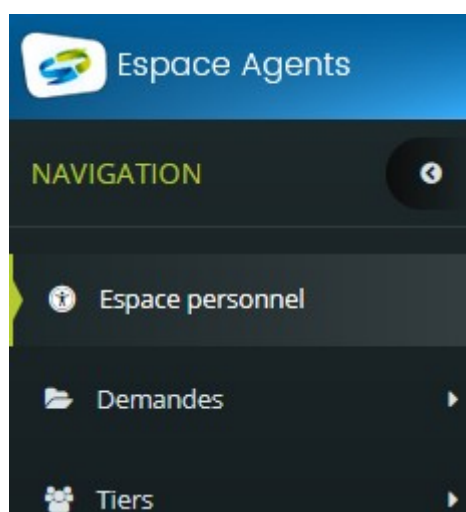 Espace Agents
NAVIGATION
Espace personnel
Demandes
Tiers